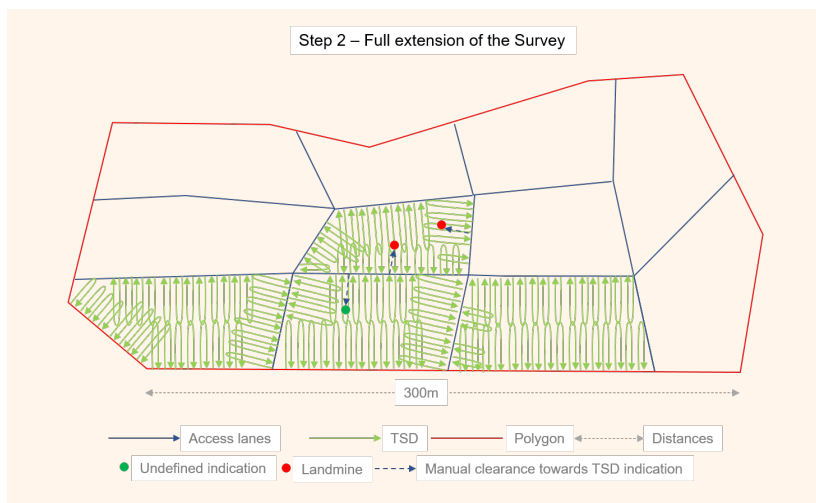 Step 2 – Full extension of the Survey
300m
Access lanes
TSD
Polygon
Distances
Undefined indication
Landmine
Manual clearance towards TSD indication